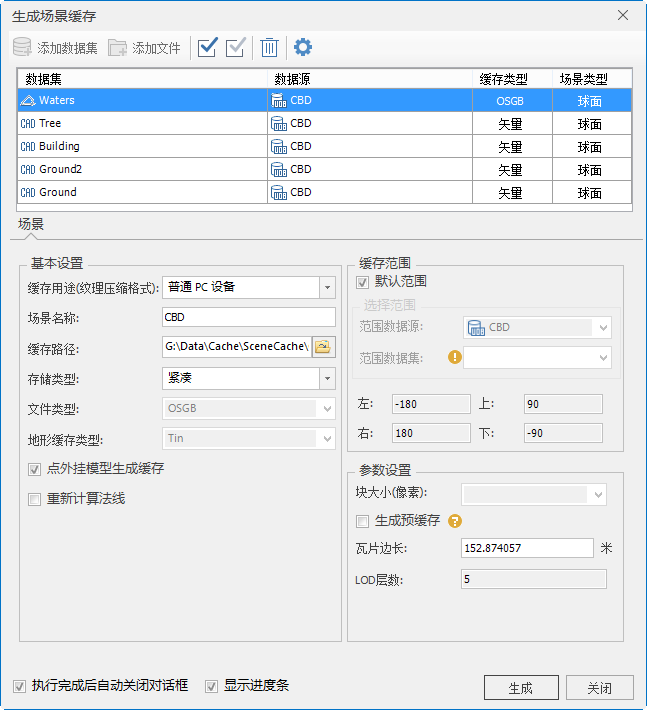 生成场景缓存
添加数据集 添加文件
数据集 数据源 缓存类型 场景类型
Waters CBD OSGB 球面
CAD Tree CBD 矢量 球面
CAD Building CBD 矢量 球面
CAD Ground2 CBD 矢量 球面
CAD Ground CBD 矢量 球面
场景
基本设置
缓存用途(纹理压缩格式): 普通 PC 设备
场景名称: CBD
缓存路径: G:\Data\Cache\SceneCache\
存储类型: 紧凑
文件类型: OSGB
地形缓存类型: Tin
点外挂模型生成缓存
重新计算法线
缓存范围
默认范围
选择范围
范围数据源: CBD
范围数据集:
左: -180 上: 90
右: 180 下: -90
参数设置
块大小(像素):
生成预缓存
瓦片边长: 152.874057 米
LOD层数: 5
执行完成后自动关闭对话框 显示进度条 生成 关闭